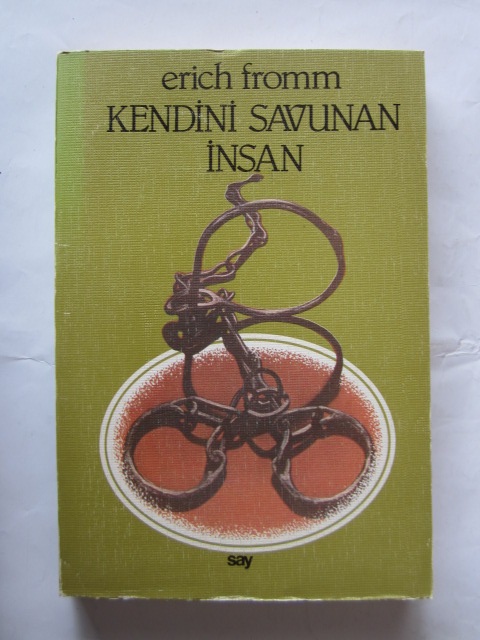 erich fromm
KENDİNİ SAVUNAN
İNSAN
say